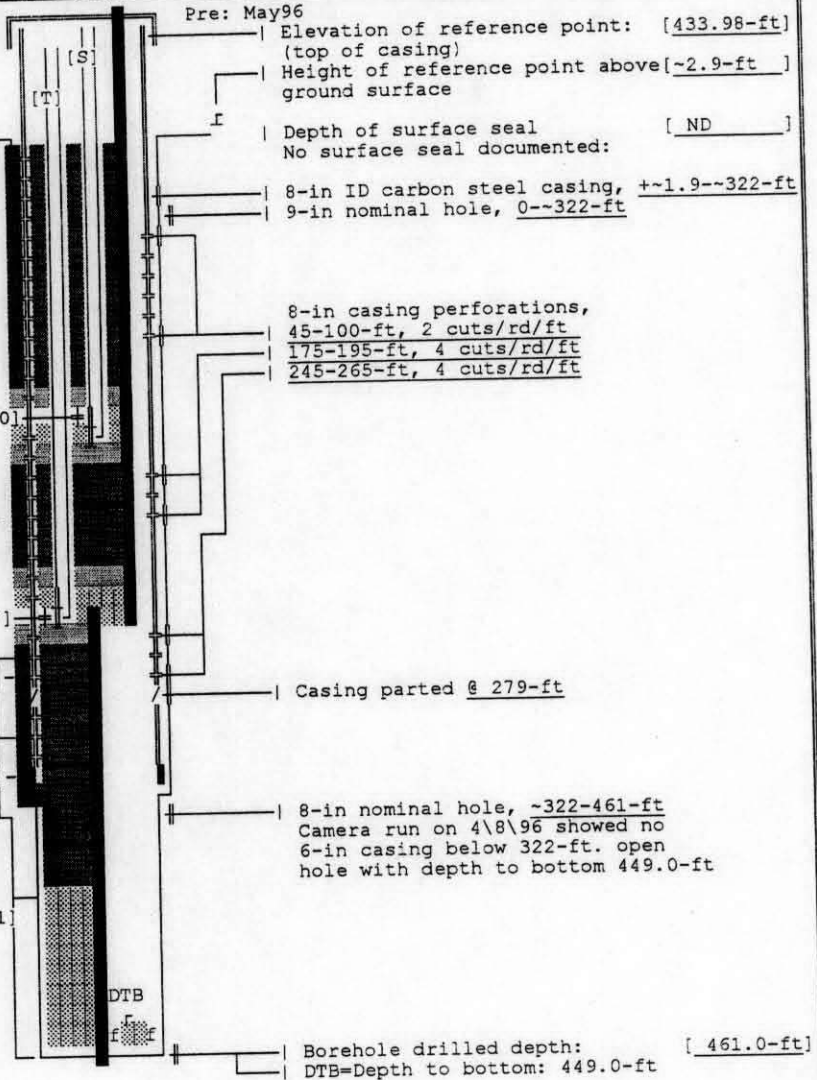 Pre: May96
Elevation of reference point: [433.98-ft]
(top of casing)
[S]
Height of reference point above[~2.9-ft ]
ground surface
[T]
Depth of surface seal [ ND ]
No surface seal documented:
8-in ID carbon steel casing, +~1.9-~322-ft
9-in nominal hole, 0-~322-ft
8-in casing perforations,
45-100-ft, 2 cuts/rd/ft
175-195-ft, 4 cuts/rd/ft
245-265-ft, 4 cuts/rd/ft
0]
]
Casing parted @ 279-ft
8-in nominal hole, ~322-461-ft
Camera run on 4\8\96 showed no
6-in casing below 322-ft. open
hole with depth to bottom 449.0-ft
1]
DTB
f f
Borehole drilled depth: [ 461.0-ft]
DTB=Depth to bottom: 449.0-ft